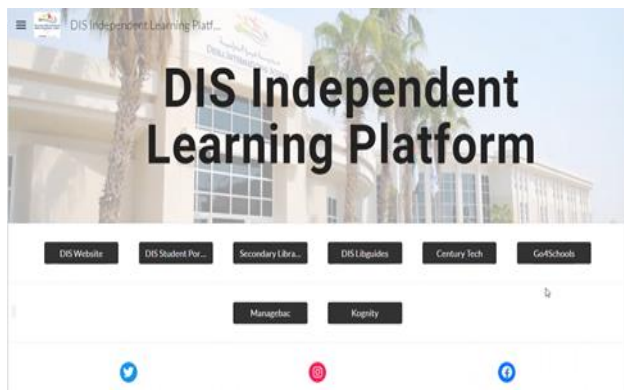 DIS Independent Learning Platf...
DIS Independent
Learning Platform
DIS Website
DIS Student Por...
Secondary Libra...
DIS Libguides
Century Tech
Go4Schools
Managebac
Kognity